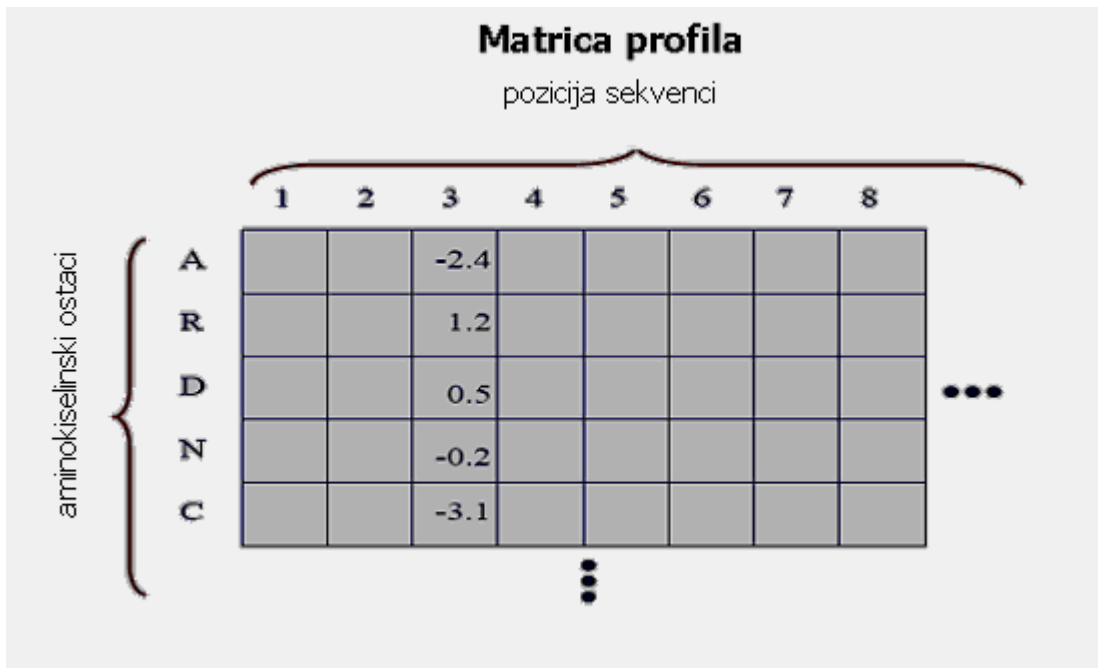 Matrica profila
pozicija sekvenci
1 2 3 4 5 6 7 8
aminokiselinski ostaci
A -2.4
R 1.2
D 0.5
N -0.2
C -3.1